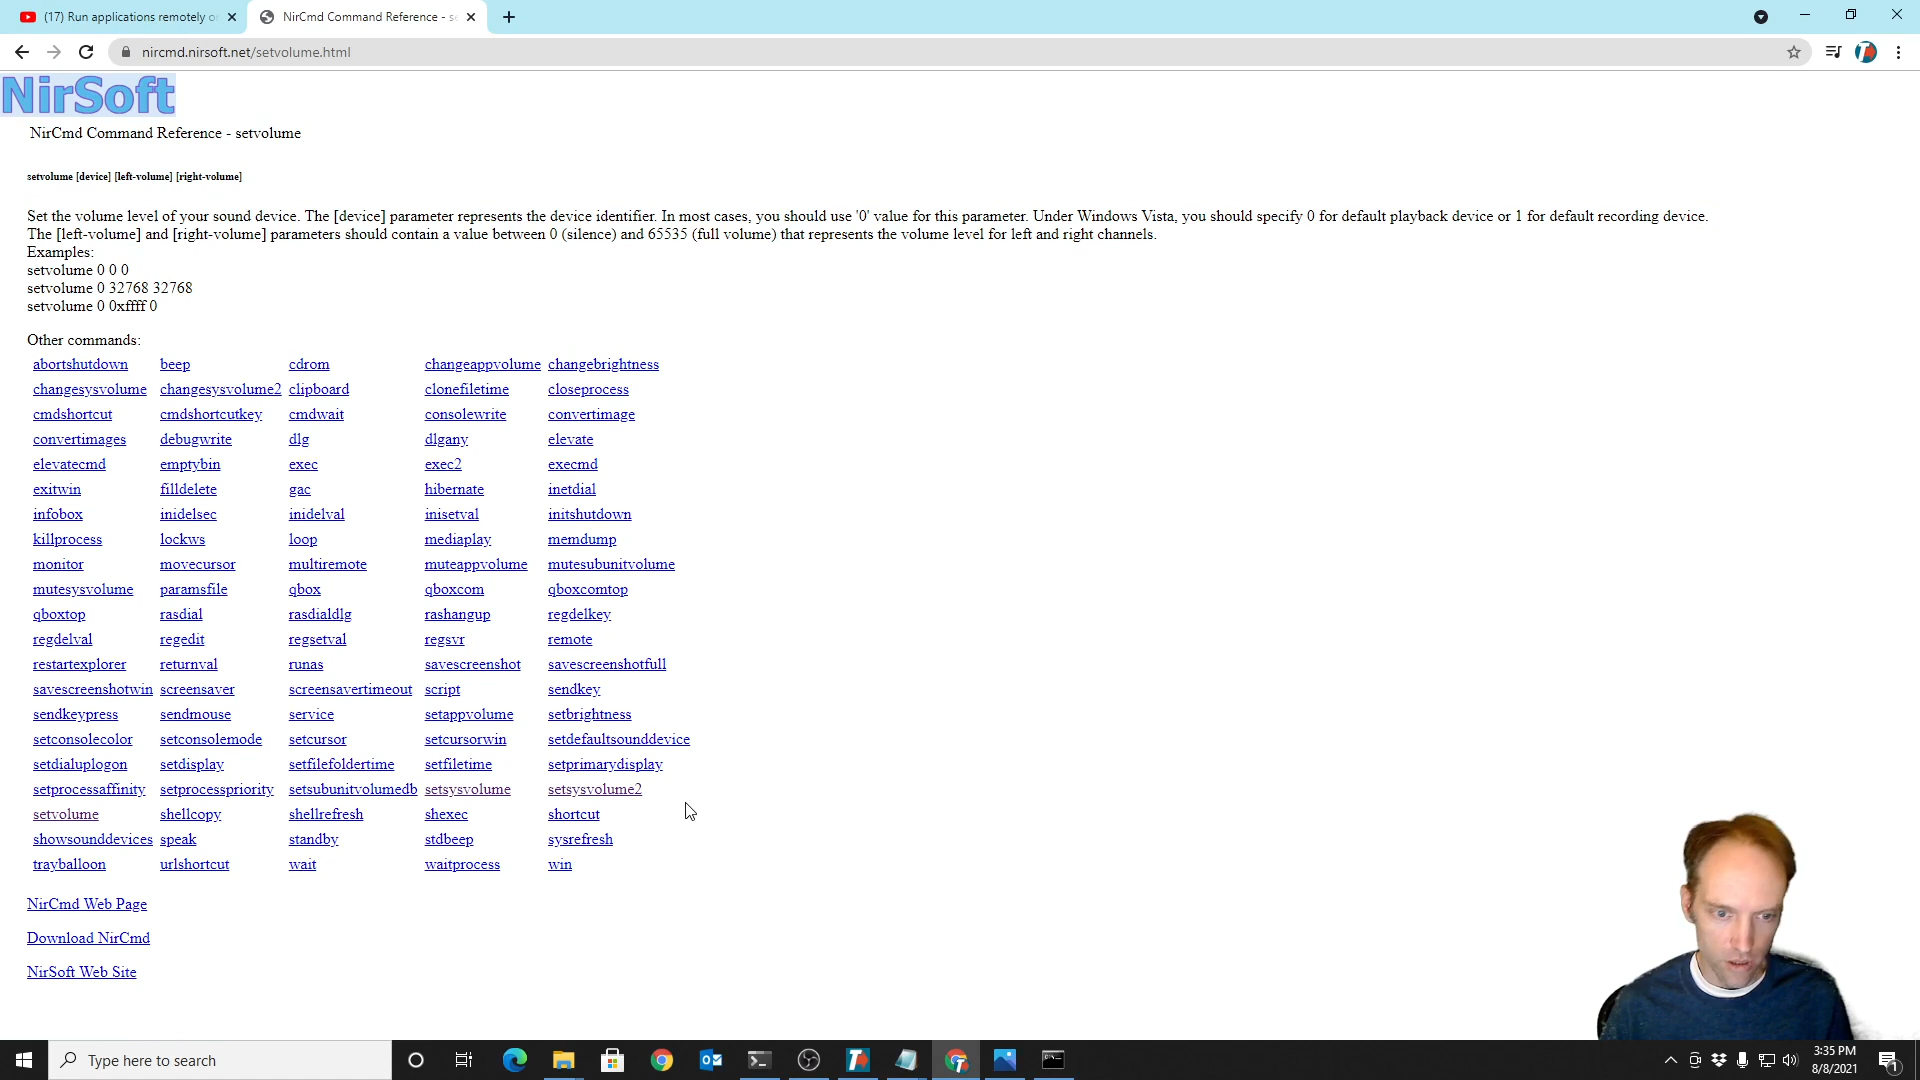 (17) Run applications remotely o
NirCmd Command Reference - se
nircmd.nirsoft.net/setvolume.html
NirSoft
NirCmd Command Reference - setvolume
setvolume [device] [left-volume] [right-volume]
Set the volume level of your sound device. The [device] parameter represents the device identifier. In most cases, you should use '0' value for this parameter. Under Windows Vista, you should specify 0 for default playback device or 1 for default recording device.
The [left-volume] and [right-volume] parameters should contain a value between 0 (silence) and 65535 (full volume) that represents the volume level for left and right channels.
Examples:
setvolume 0 0 0
setvolume 0 32768 32768
setvolume 0 0xffff 0
Other commands:
abortshutdown beep cdrom changeappvolume changebrightness
changesysvolume changesysvolume2 clipboard clonefiletime closeprocess
cmdshortcut cmdshortcutkey cmdwait consolewrite convertimage
convertimages debugwrite dlg dlgany elevate
elevatecmd emptybin exec exec2 execmd
exitwin filldelete gac hibernate inetdial
infobox inidelsec inidelval inisetval initshutdown
killprocess lockws loop mediaplay memdump
monitor movecursor multiremote muteappvolume mutesubunitvolume
mutesysvolume paramsfile qbox qboxcom qboxcomtop
qboxtop rasdial rasdialdlg rashangup regdelkey
regdelval regedit regsetval regsvr remote
restartexplorer returnval runas savescreenshot savescreenshotfull
savescreenshotwin screensaver screensavertimeout script sendkey
sendkeypress sendmouse service setappvolume setbrightness
setconsolecolor setconsolemode setcursor setcursorwin setdefaultsounddevice
setdialuplogon setdisplay setfilefoldertime setfiletime setprimarydisplay
setprocessaffinity setprocesspriority setsubunitvolumedb setsysvolume setsysvolume2
setvolume shellcopy shellrefresh shexec shortcut
showsounddevices speak standby stdbeep sysrefresh
trayballoon urlshortcut wait waitprocess win
NirCmd Web Page
Download NirCmd
NirSoft Web Site
Type here to search
3:35 PM
8/8/2021
1